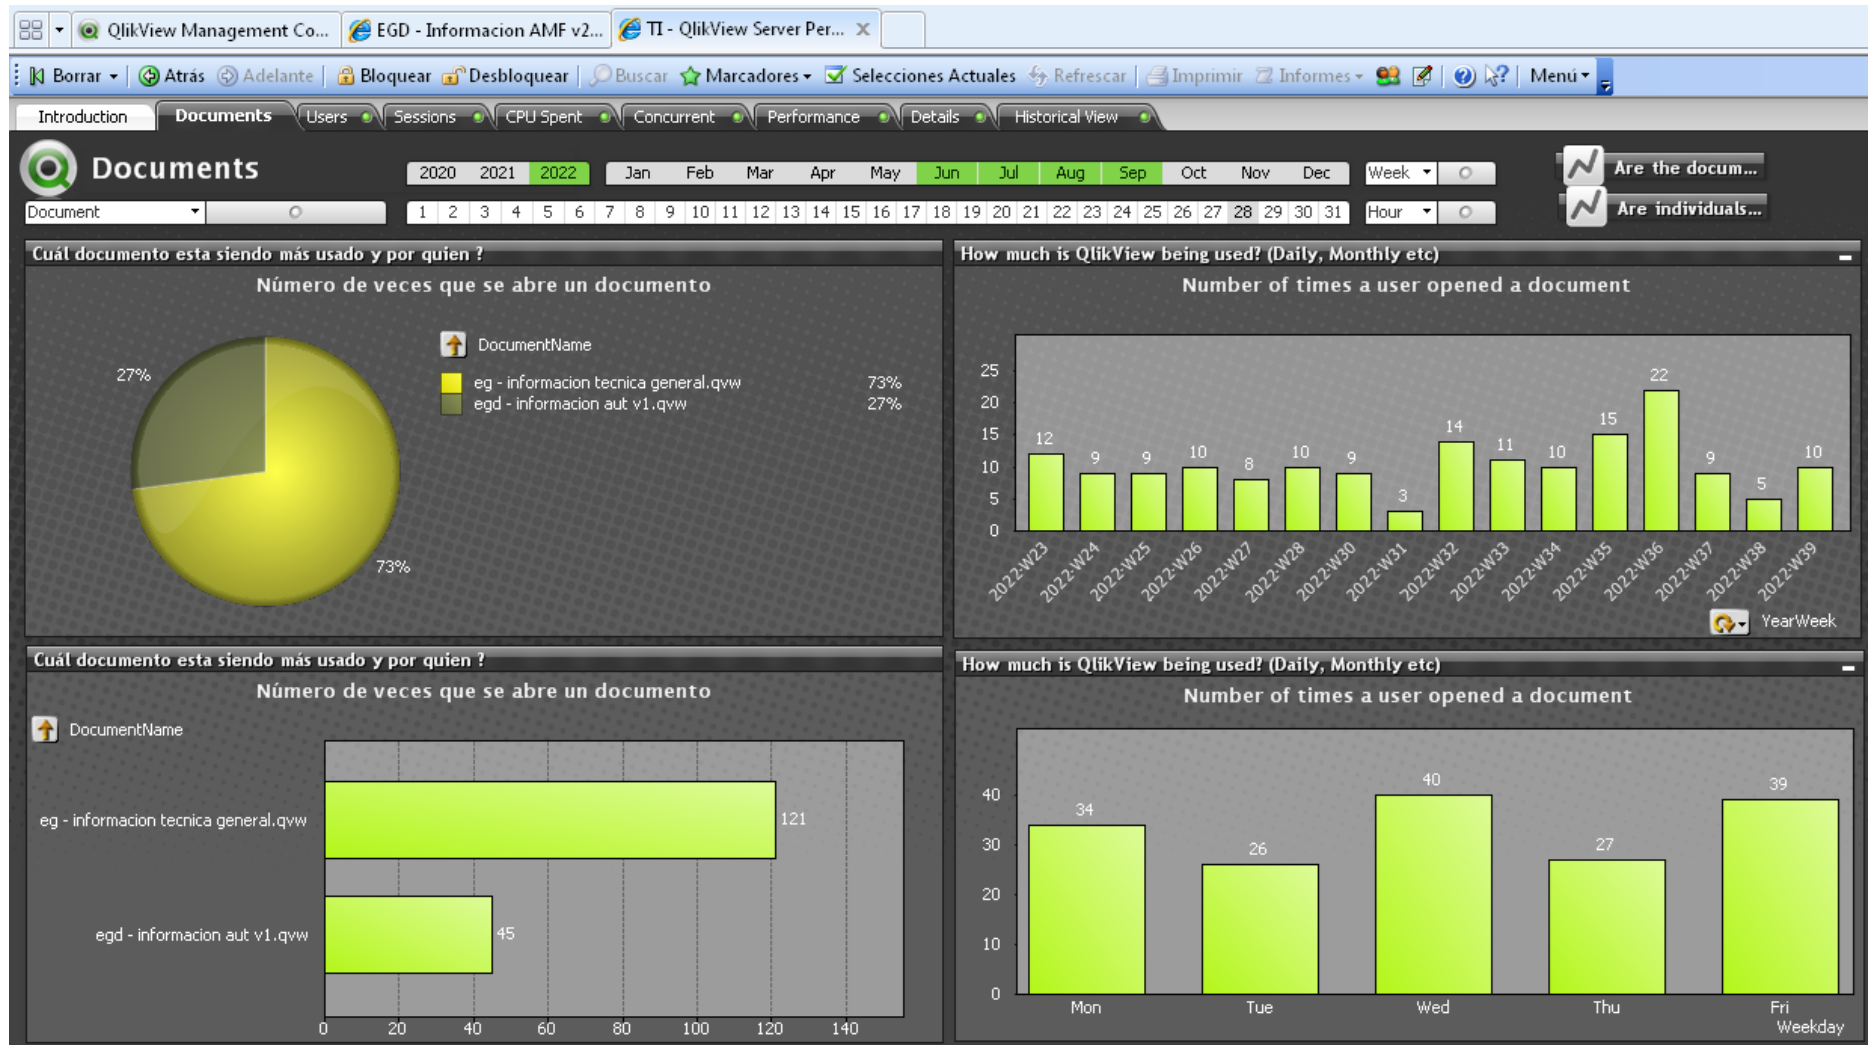 QlikView Management Co... EGD - Informacion AMF v2... TI - QlikView Server Per... X
Borrar Atrás Adelante Bloquear Desbloquear Buscar Marcadores Selecciones Actuales Refrescar Imprimir Informes Menú
Introduction Documents Users Sessions CPU Spent Concurrent Performance Details Historical View
Documents
2020 2021 2022 Jan Feb Mar Apr May Jun Jul Aug Sep Oct Nov Dec Week
Are the docum...
Document
1 2 3 4 5 6 7 8 9 10 11 12 13 14 15 16 17 18 19 20 21 22 23 24 25 26 27 28 29 30 31 Hour
Are individuals...
Cuál documento esta siendo más usado y por quien ?
Número de veces que se abre un documento
DocumentName
eg - informacion tecnica general.qvw 73%
egd - informacion aut v1.qvw 27%
27%
73%
How much is QlikView being used? (Daily, Monthly etc)
Number of times a user opened a document
25
20
15
10
5
0
12 9 9 10 8 10 9 3 14 11 10 15 22 9 5 10
2022-W23 2022-W24 2022-W25 2022-W26 2022-W27 2022-W28 2022-W30 2022-W31 2022-W32 2022-W33 2022-W34 2022-W35 2022-W36 2022-W37 2022-W38 2022-W39
YearWeek
Cuál documento esta siendo más usado y por quien ?
Número de veces que se abre un documento
DocumentName
eg - informacion tecnica general.qvw 121
egd - informacion aut v1.qvw 45
0 20 40 60 80 100 120 140
How much is QlikView being used? (Daily, Monthly etc)
Number of times a user opened a document
40
30
20
10
0
34 26 40 27 39
Mon Tue Wed Thu Fri
Weekday